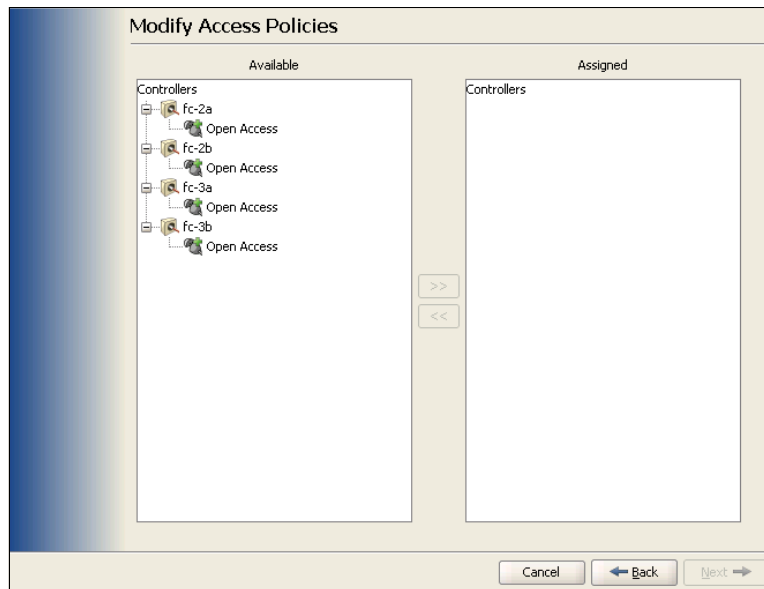 Modify Access Policies
Available
Assigned
Controllers
fc-2a
Open Access
fc-2b
Open Access
fc-3a
Open Access
fc-3b
Open Access
Controllers
>>
<<
Cancel
Back
Next